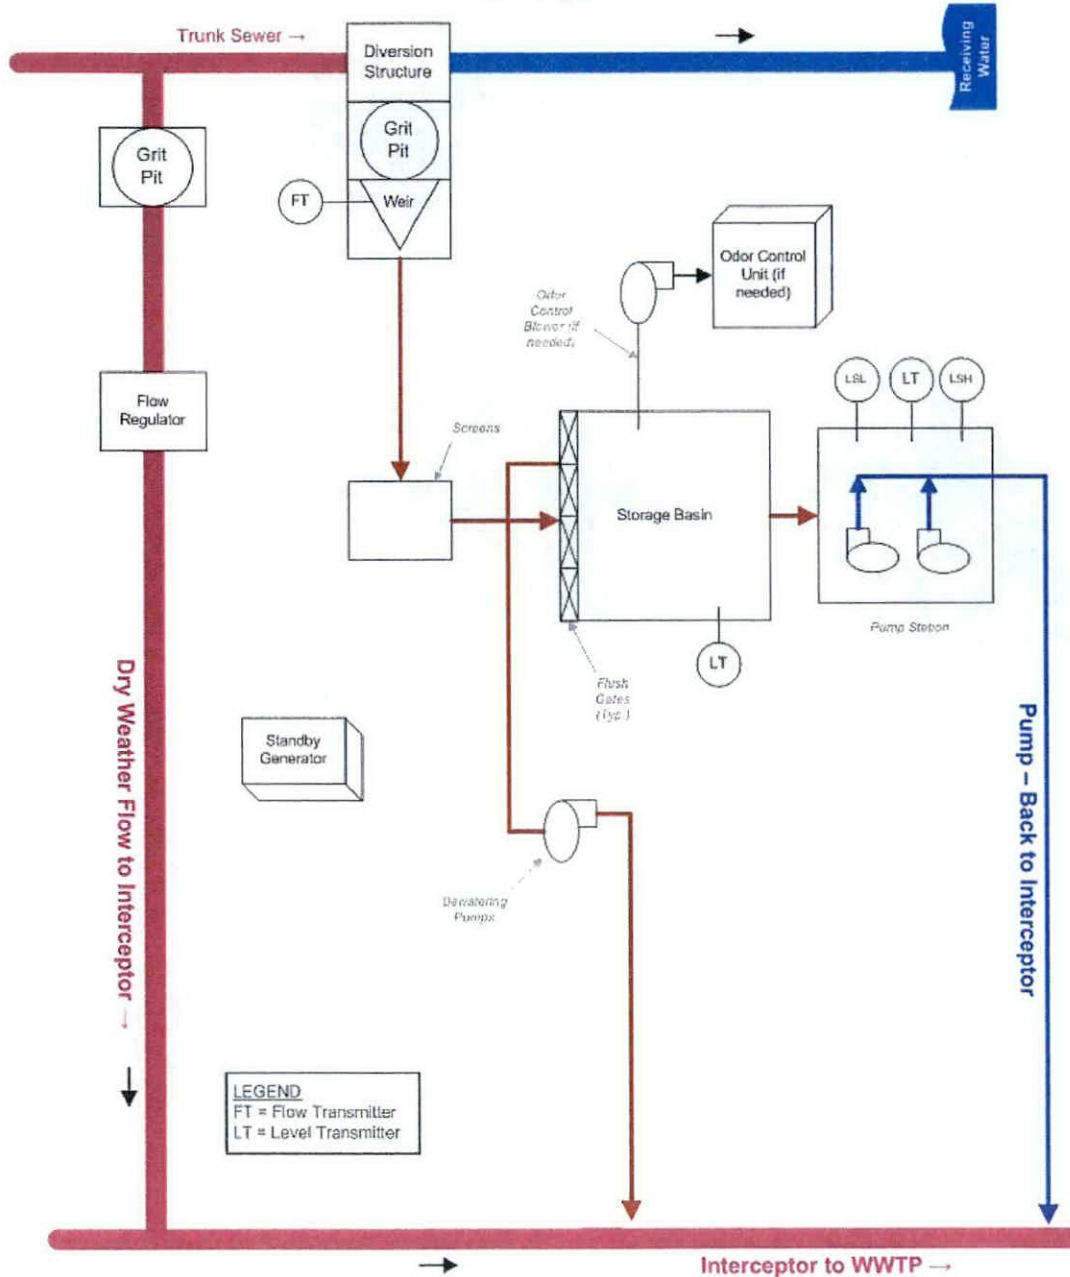 Trunk Sewer →
Diversion
Structure
Receiving
Water
Grit
Pit
Grit
Pit
FT
Weir
Odor Control
Unit (if
needed)
Odor
Control
Blower (if
needed)
Flow
Regulator
LSL
LT
LSH
Screens
Storage Basin
Pump Station
LT
Flush
Gates
(Typ.)
Dry Weather Flow to Interceptor →
Standby
Generator
Pump – Back to Interceptor
Dewatering
Pumps
LEGEND
FT = Flow Transmitter
LT = Level Transmitter
Interceptor to WWTP →